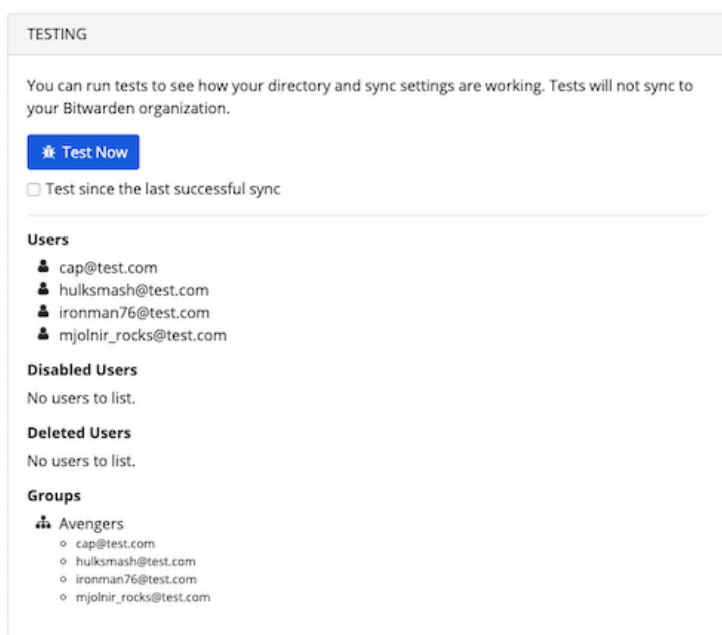 TESTING
You can run tests to see how your directory and sync settings are working. Tests will not sync to
your Bitwarden organization.
Test Now
Test since the last successful sync
Users
cap@test.com
hulksmash@test.com
ironman76@test.com
mjolnir_rocks@test.com
Disabled Users
No users to list.
Deleted Users
No users to list.
Groups
Avengers
cap@test.com
hulksmash@test.com
ironman76@test.com
mjolnir_rocks@test.com